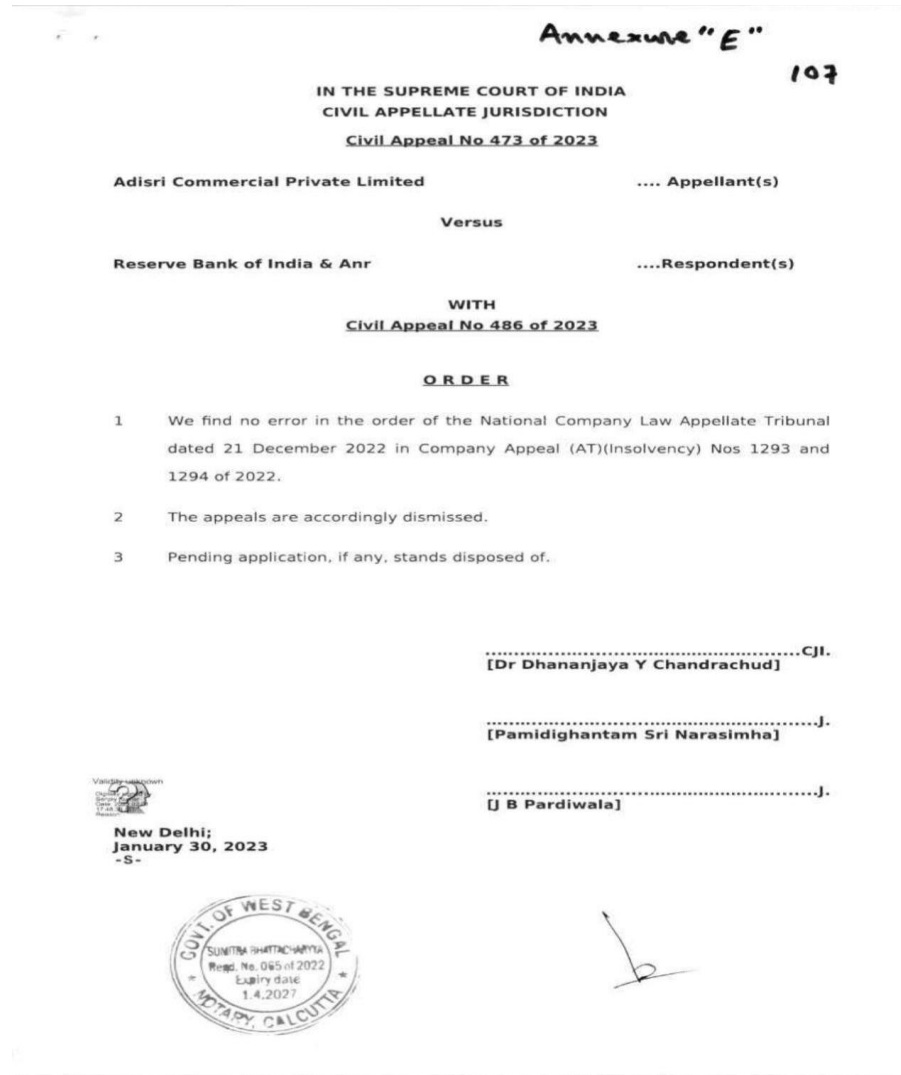 Annexure "E"
107
IN THE SUPREME COURT OF INDIA
CIVIL APPELLATE JURISDICTION
Civil Appeal No 473 of 2023
Adisri Commercial Private Limited .... Appellant(s)
Versus
Reserve Bank of India & Anr ....Respondent(s)
WITH
Civil Appeal No 486 of 2023
O R D E R
1 We find no error in the order of the National Company Law Appellate Tribunal
dated 21 December 2022 in Company Appeal (AT)(Insolvency) Nos 1293 and
1294 of 2022.
2 The appeals are accordingly dismissed.
3 Pending application, if any, stands disposed of.
..................................................CJI.
[Dr Dhananjaya Y Chandrachud]
....................................................J.
[Pamidighantam Sri Narasimha]
....................................................J.
[J B Pardiwala]
Validity unknown
New Delhi;
January 30, 2023
-S-
GOVT. OF WEST BENGAL
SUMITRA BHATTACHARYYA
Regd. No. 065 of 2022
Expiry date
1.4.2027
NOTARY, CALCUTTA